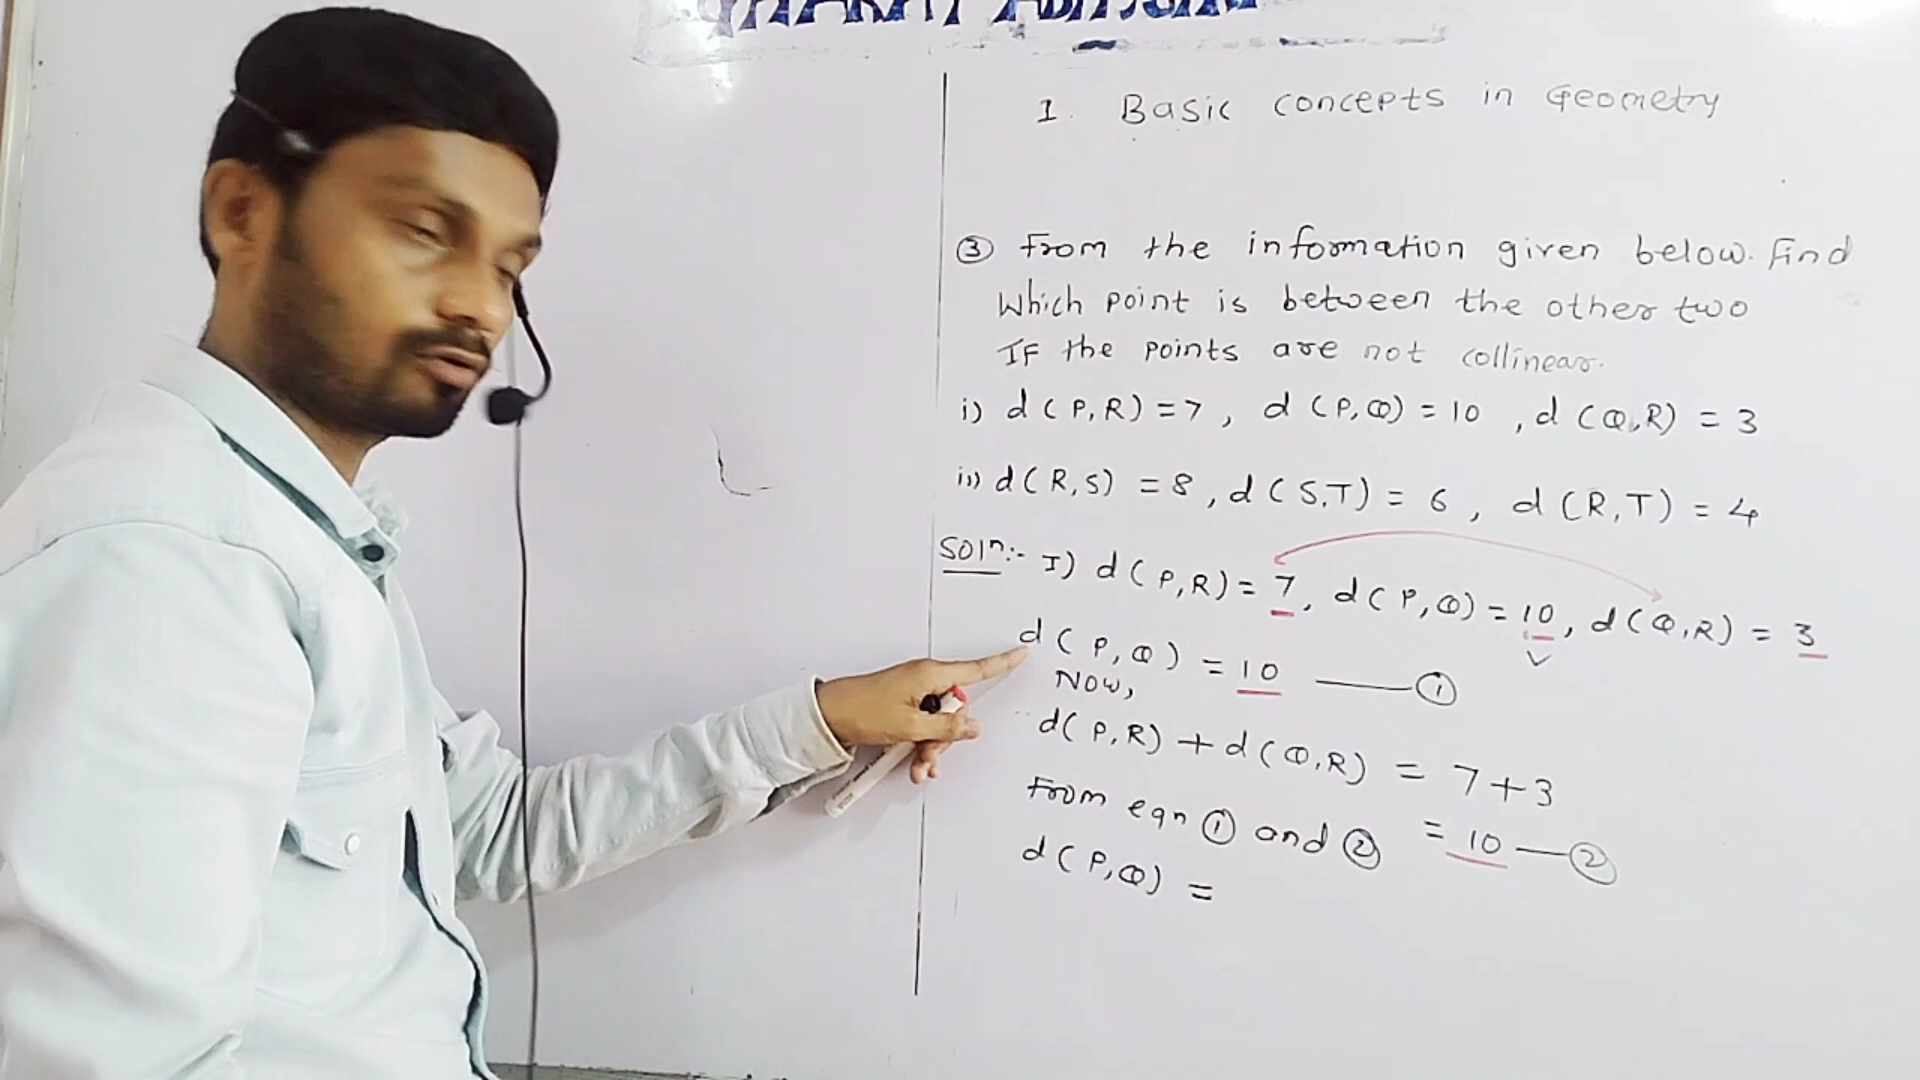 1. Basic concepts in Geometry
③ From the information given below. Find
Which point is between the other two
IF the points are not collinear.
i) d(P,R) = 7, d(P,Q) = 10, d(Q,R) = 3
ii) d(R,S) = 8, d(S,T) = 6, d(R,T) = 4
Solⁿ:- I) d(P,R) = 7, d(P,Q) = 10, d(Q,R) = 3
d(P,Q) = 10 —— ①
Now,
d(P,R) + d(Q,R) = 7+3
= 10 — ②
From eqn ① and ②
d(P,Q) =